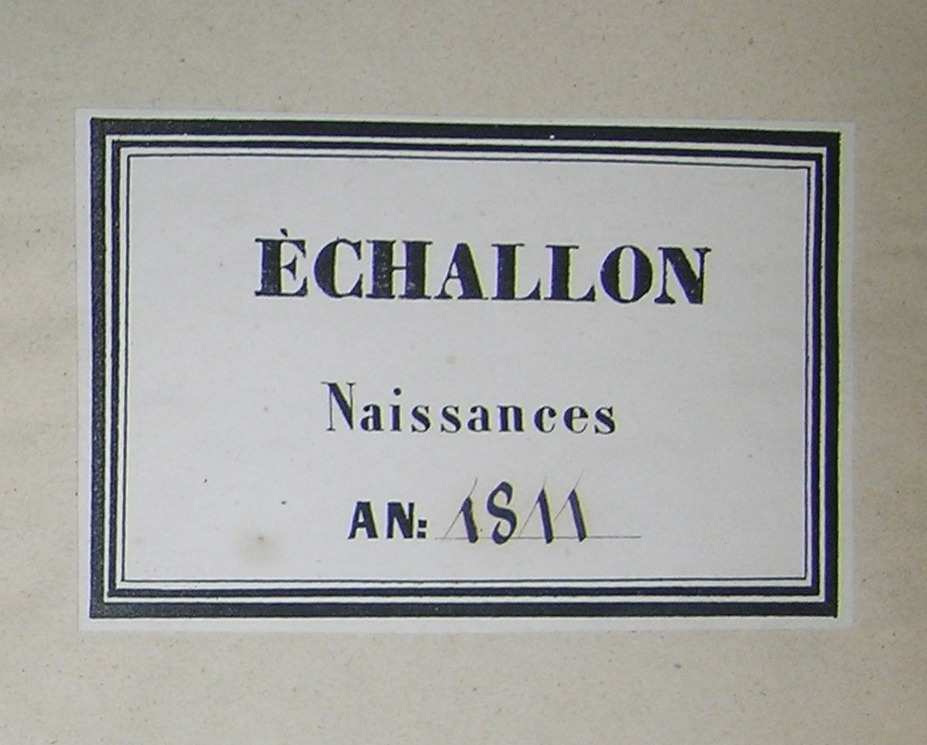 ÈCHALLON
Naissances
AN: 1811